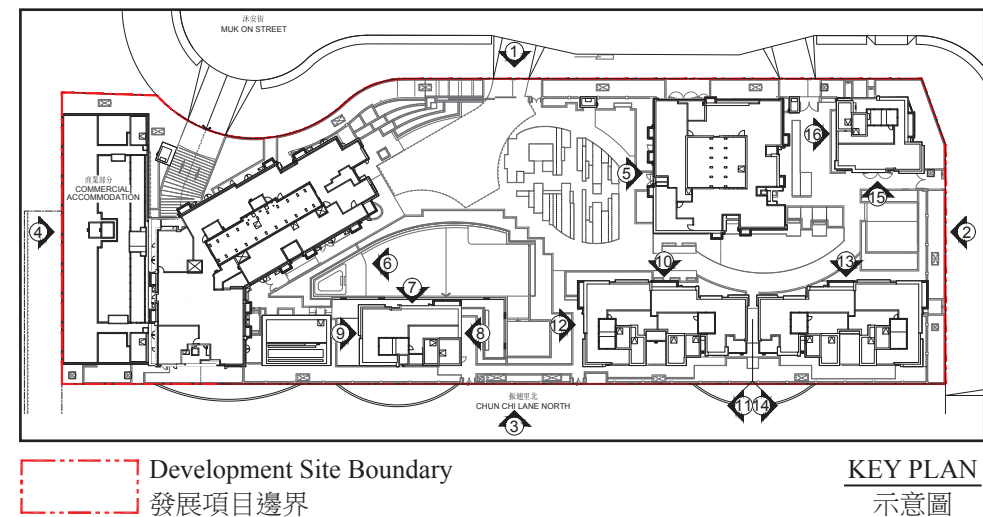 沐安街
MUK ON STREET
1
16
商業部分
COMMERCIAL
ACCOMMODATION
5
15
4
2
6
10
13
7
9
8
12
振翅里北
CHUN CHI LANE NORTH
11
14
3
Development Site Boundary
發展項目邊界
KEY PLAN
示意圖